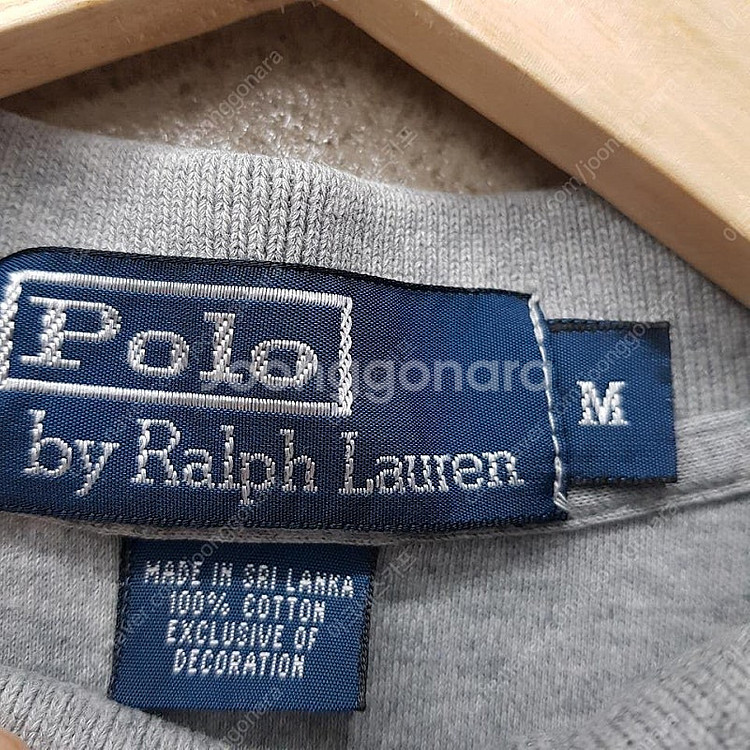 Polo
by Ralph Lauren
M
MADE IN SRI LANKA
100% COTTON
EXCLUSIVE OF
DECORATION
Joonggonara